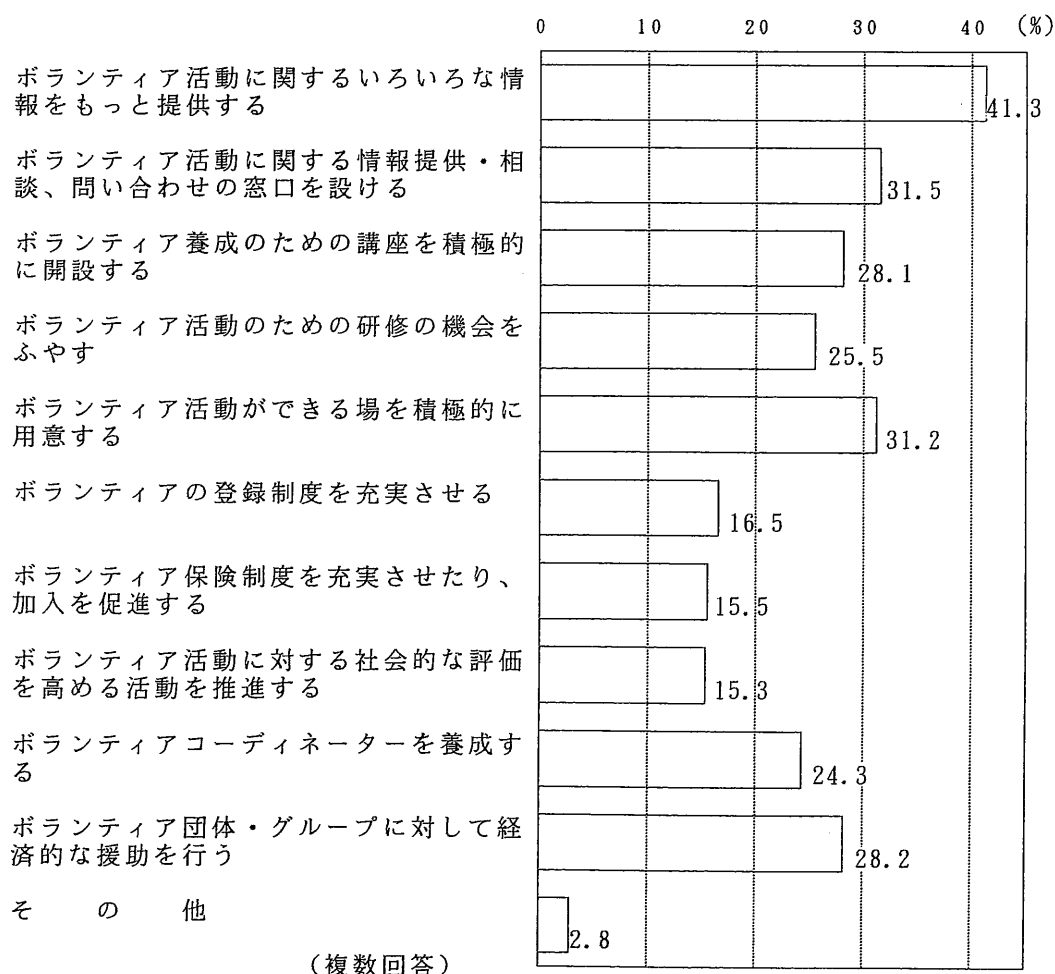 0 10 20 30 40 (%)
ボランティア活動に関するいろいろな情
報をもっと提供する
41.3
ボランティア活動に関する情報提供・相
談、問い合わせの窓口を設ける
31.5
ボランティア養成のための講座を積極的
に開設する
28.1
ボランティア活動のための研修の機会を
ふやす
25.5
ボランティア活動ができる場を積極的に
用意する
31.2
ボランティアの登録制度を充実させる
16.5
ボランティア保険制度を充実させたり、
加入を促進する
15.5
ボランティア活動に対する社会的な評価
を高める活動を推進する
15.3
ボランティアコーディネーターを養成す
る
24.3
ボランティア団体・グループに対して経
済的な援助を行う
28.2
その他
2.8
(複数回答)